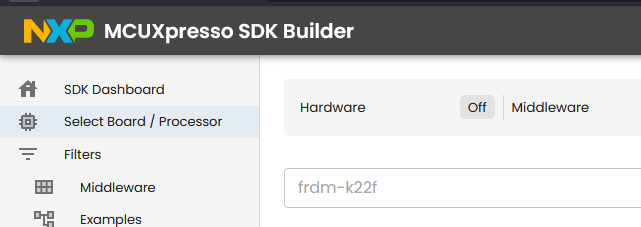 NXP MCUXpresso SDK Builder
SDK Dashboard
Select Board / Processor
Filters
Middleware
Examples
Hardware Off Middleware
frdm-k22f